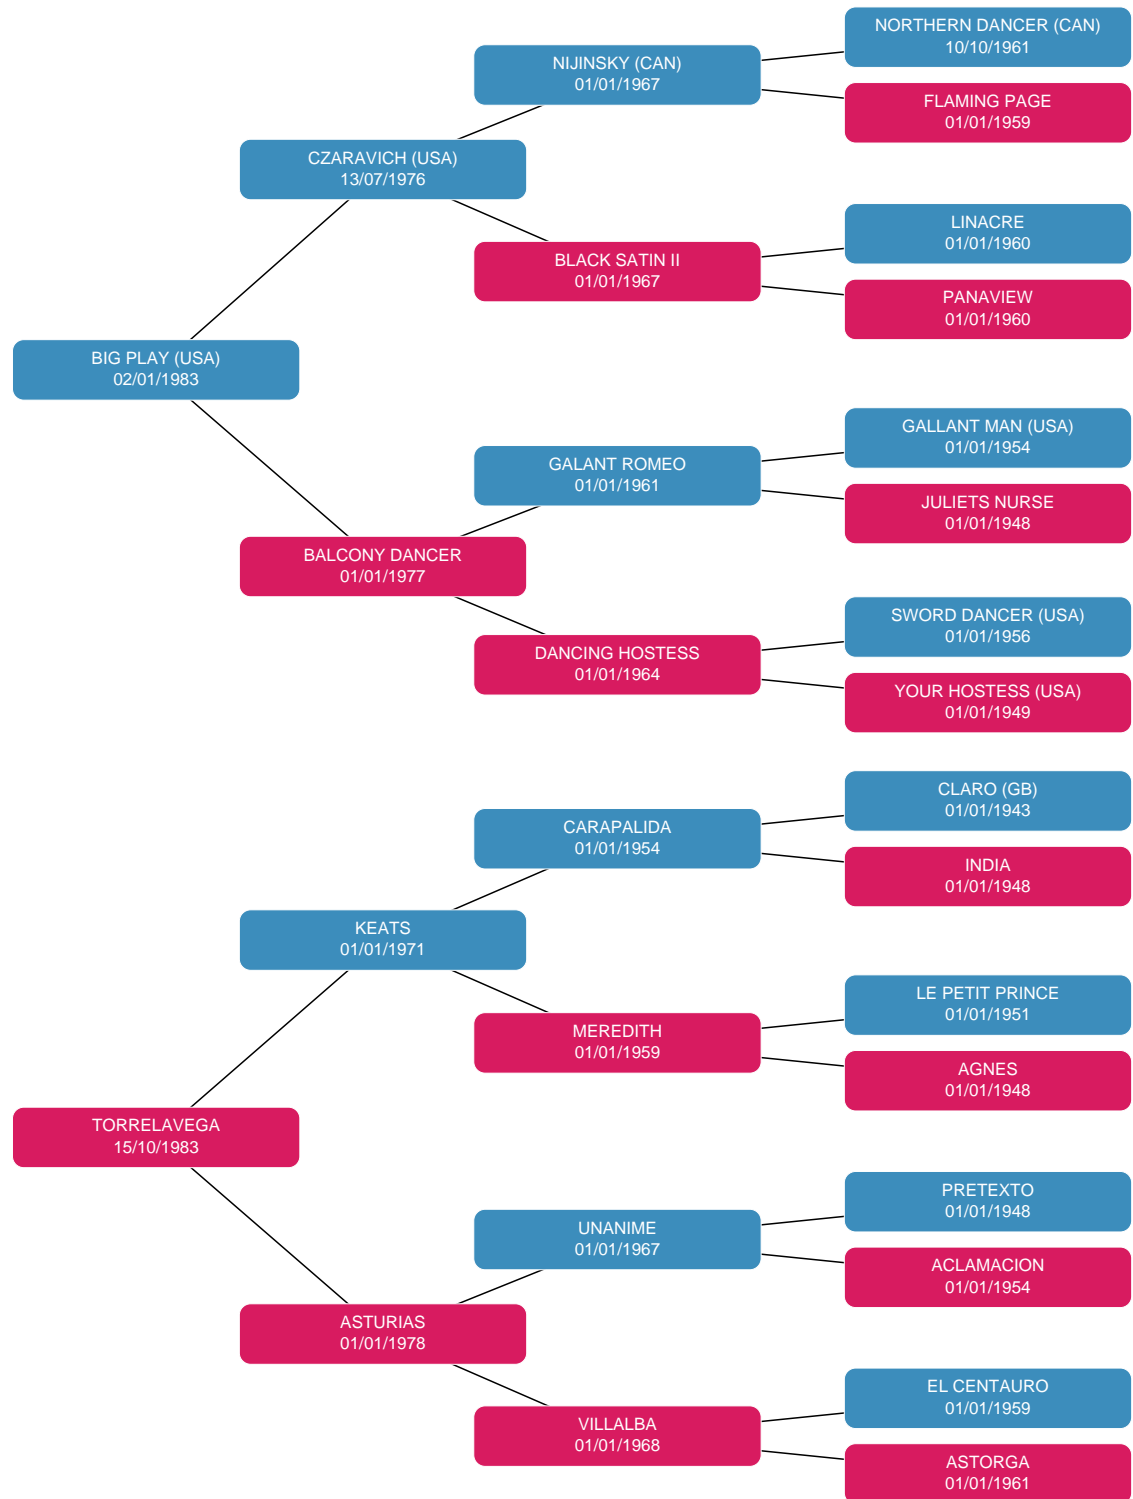 NORTHERN DANCER (CAN)
10/10/1961
NIJINSKY (CAN)
01/01/1967
FLAMING PAGE
01/01/1959
CZARAVICH (USA)
13/07/1976
LINACRE
01/01/1960
BLACK SATIN II
01/01/1967
PANAVIEW
01/01/1960
BIG PLAY (USA)
02/01/1983
GALLANT MAN (USA)
01/01/1954
GALANT ROMEO
01/01/1961
JULIETS NURSE
01/01/1948
BALCONY DANCER
01/01/1977
SWORD DANCER (USA)
01/01/1956
DANCING HOSTESS
01/01/1964
YOUR HOSTESS (USA)
01/01/1949
CLARO (GB)
01/01/1943
CARAPALIDA
01/01/1954
INDIA
01/01/1948
KEATS
01/01/1971
LE PETIT PRINCE
01/01/1951
MEREDITH
01/01/1959
AGNES
01/01/1948
TORRELAVEGA
15/10/1983
PRETEXTO
01/01/1948
UNANIME
01/01/1967
ACLAMACION
01/01/1954
ASTURIAS
01/01/1978
EL CENTAURO
01/01/1959
VILLALBA
01/01/1968
ASTORGA
01/01/1961